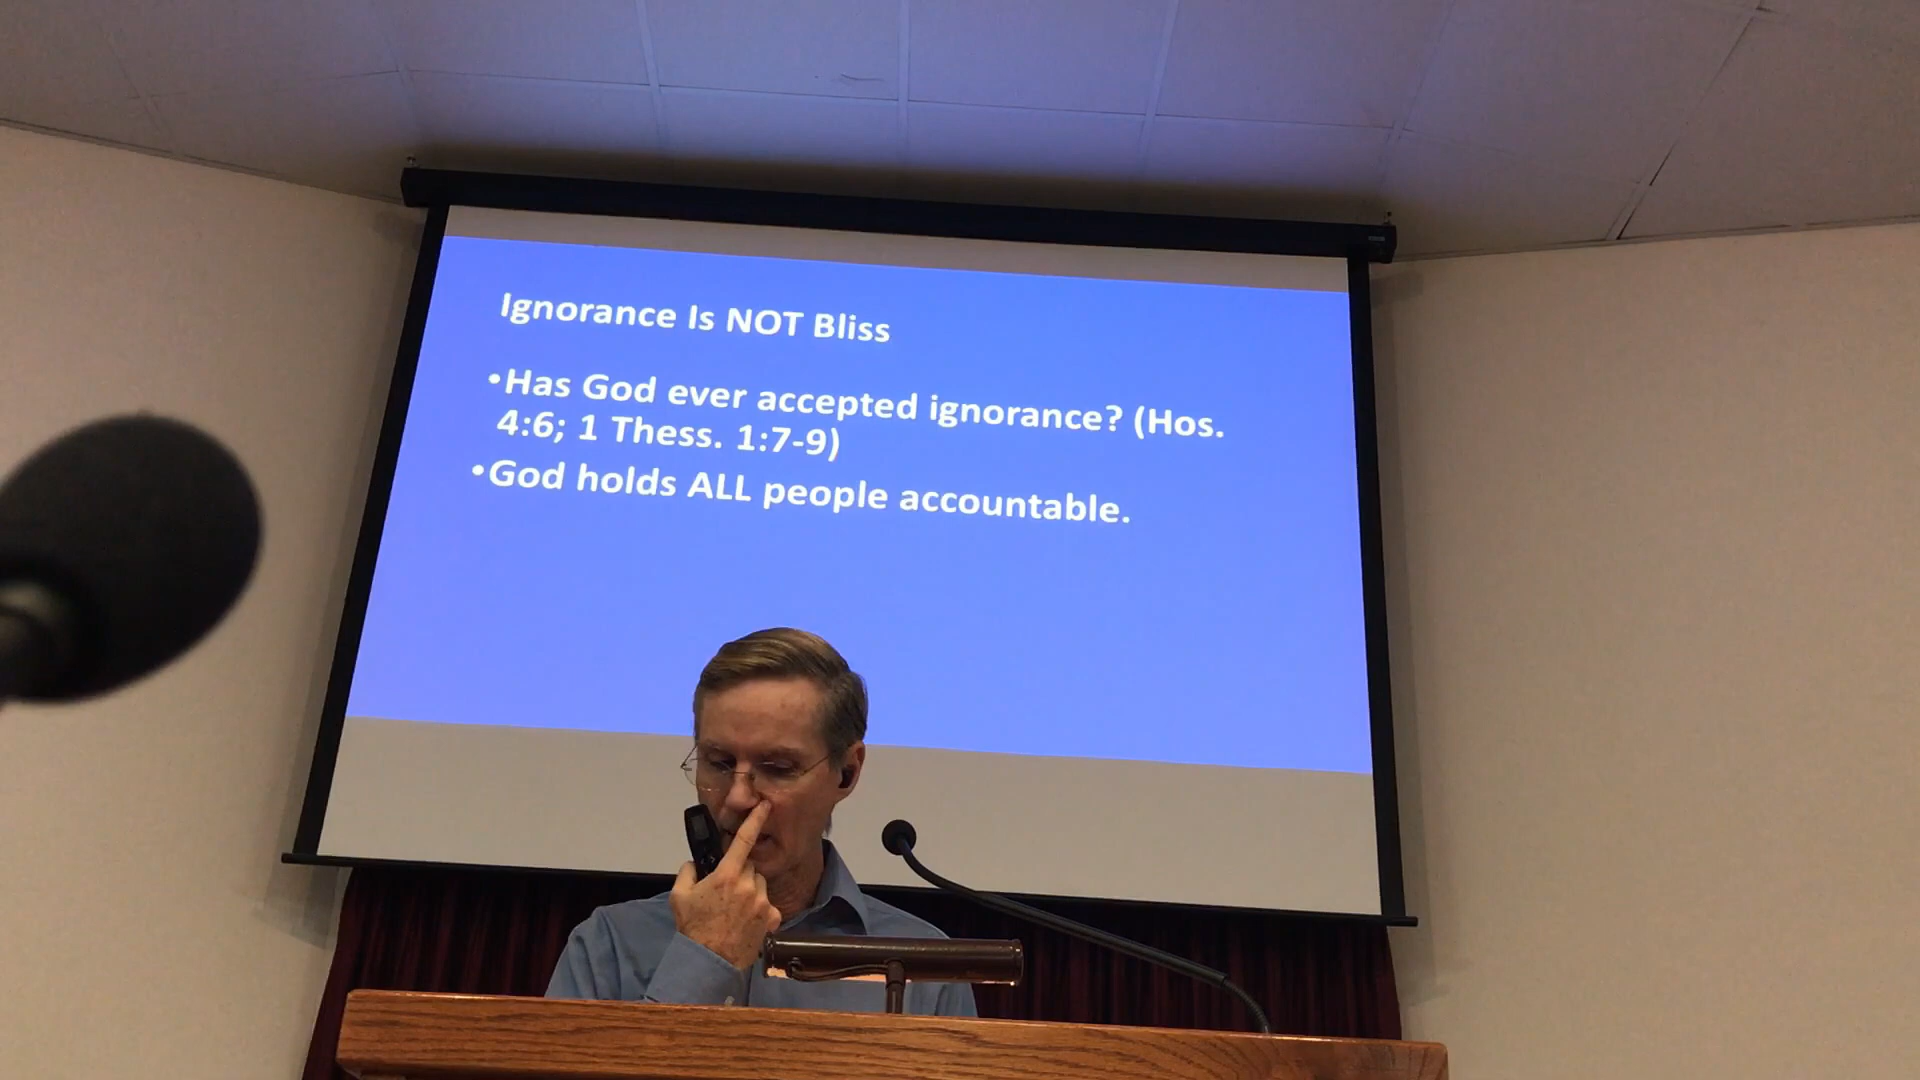 Ignorance Is NOT Bliss
•Has God ever accepted ignorance? (Hos.
4:6; 1 Thess. 1:7-9)
•God holds ALL people accountable.